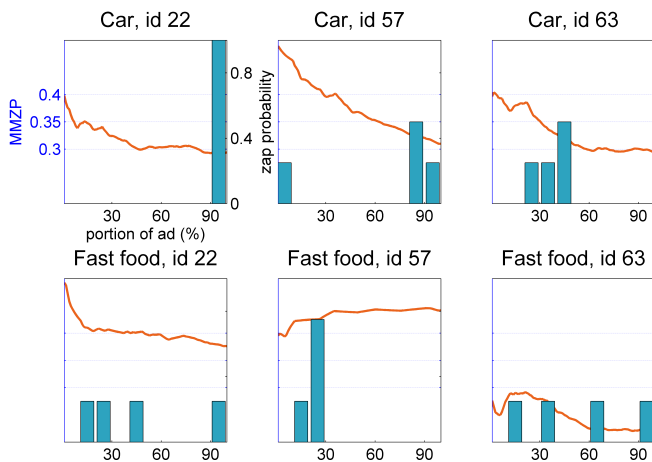 Car, id 22
Car, id 57
Car, id 63
MMZP
0.4
0.35
0.3
0.8
0.4
0
zap probability
30 60 90
portion of ad (%)
30 60 90
30 60 90
Fast food, id 22
Fast food, id 57
Fast food, id 63
30 60 90
30 60 90
30 60 90